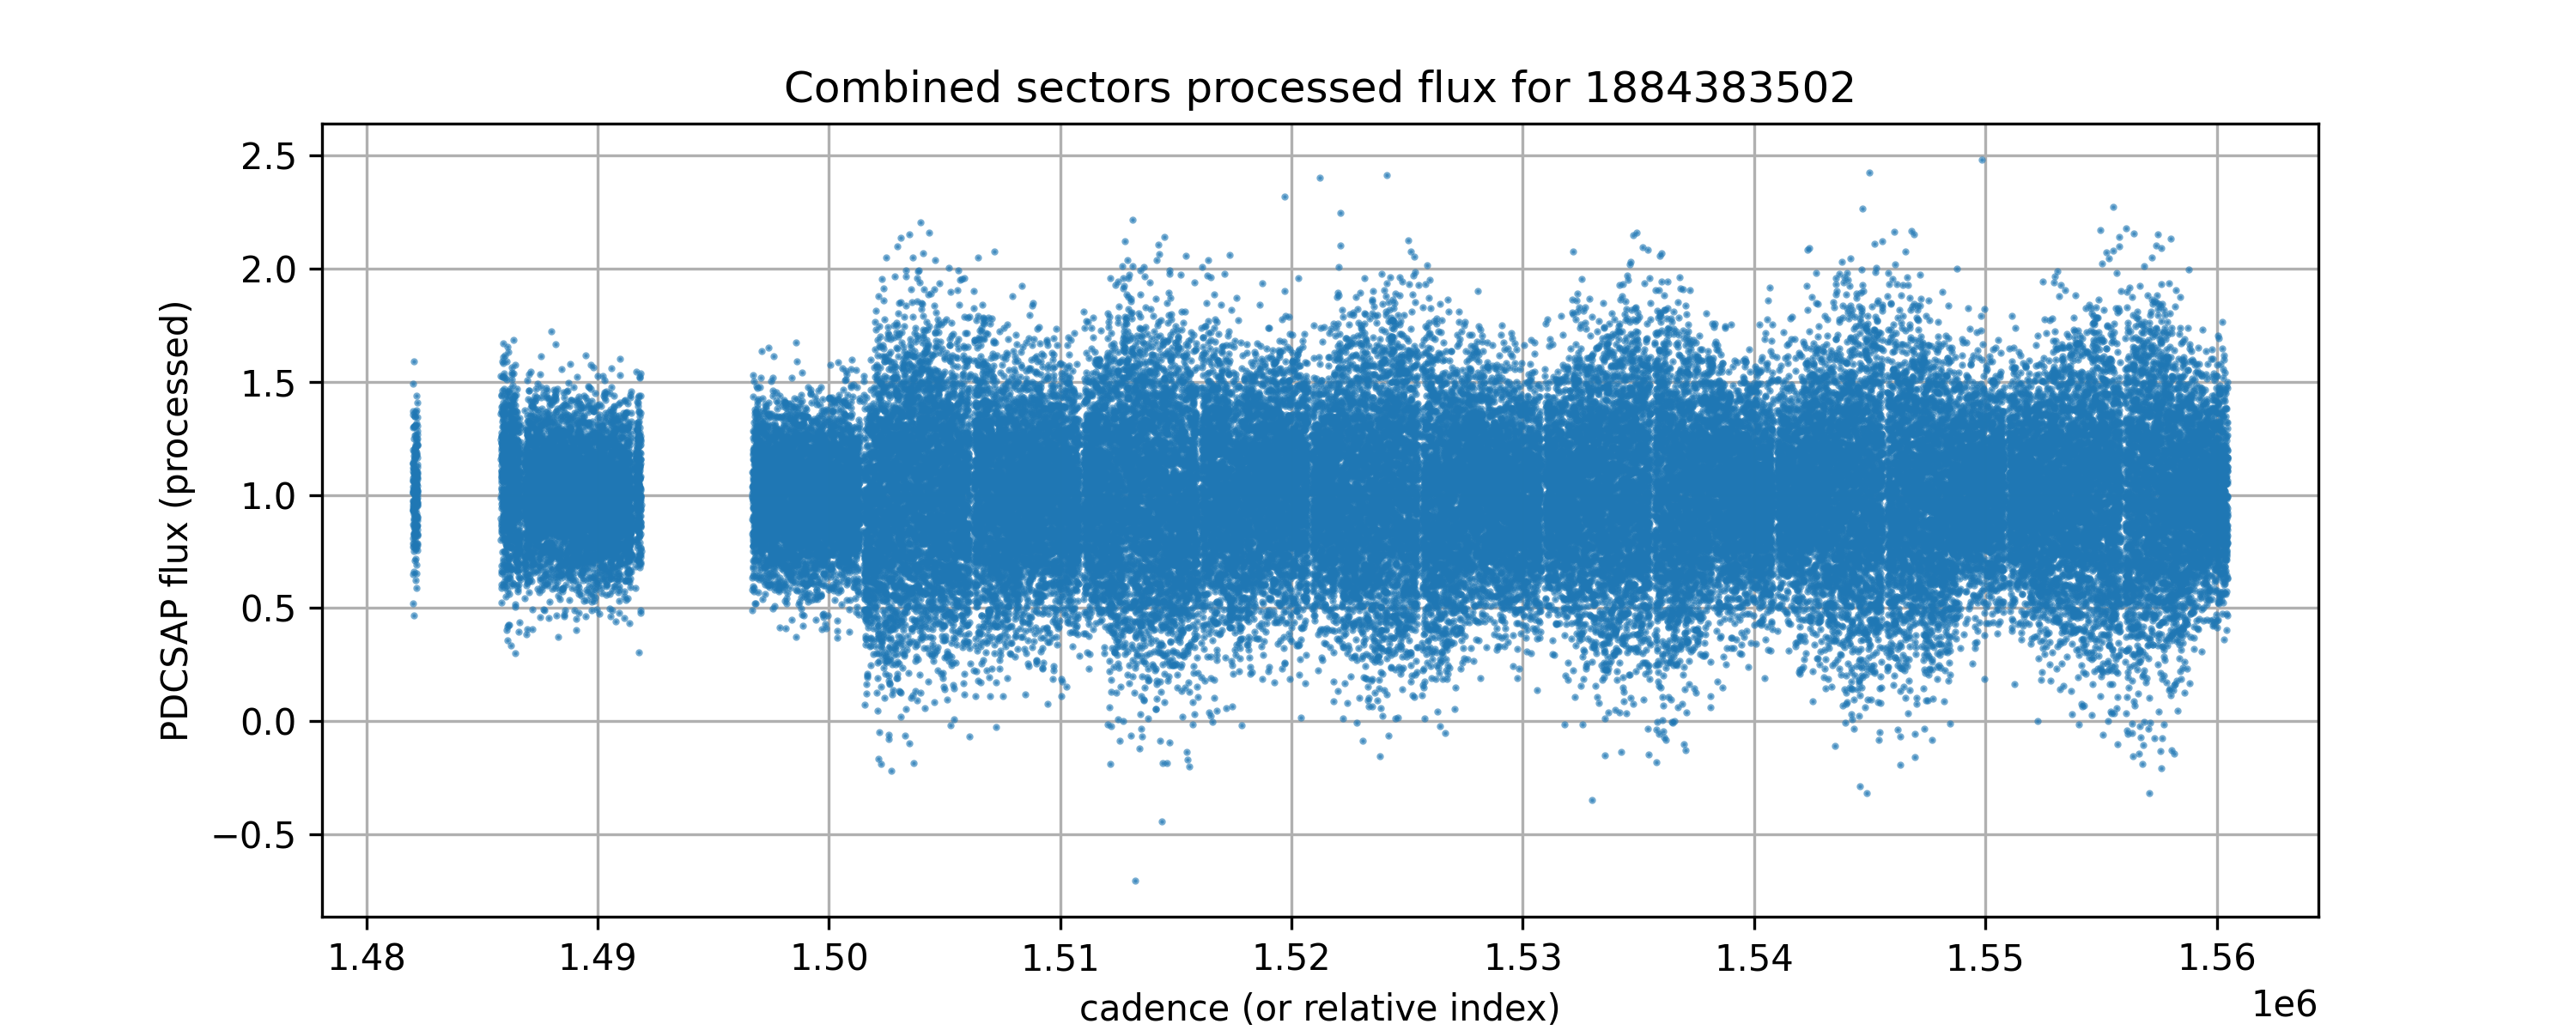 Combined sectors processed flux for 1884383502
PDCSAP flux (processed)
2.5
2.0
1.5
1.0
0.5
0.0
−0.5
1.48 1.49 1.50 1.51 1.52 1.53 1.54 1.55 1.56
1e6
cadence (or relative index)